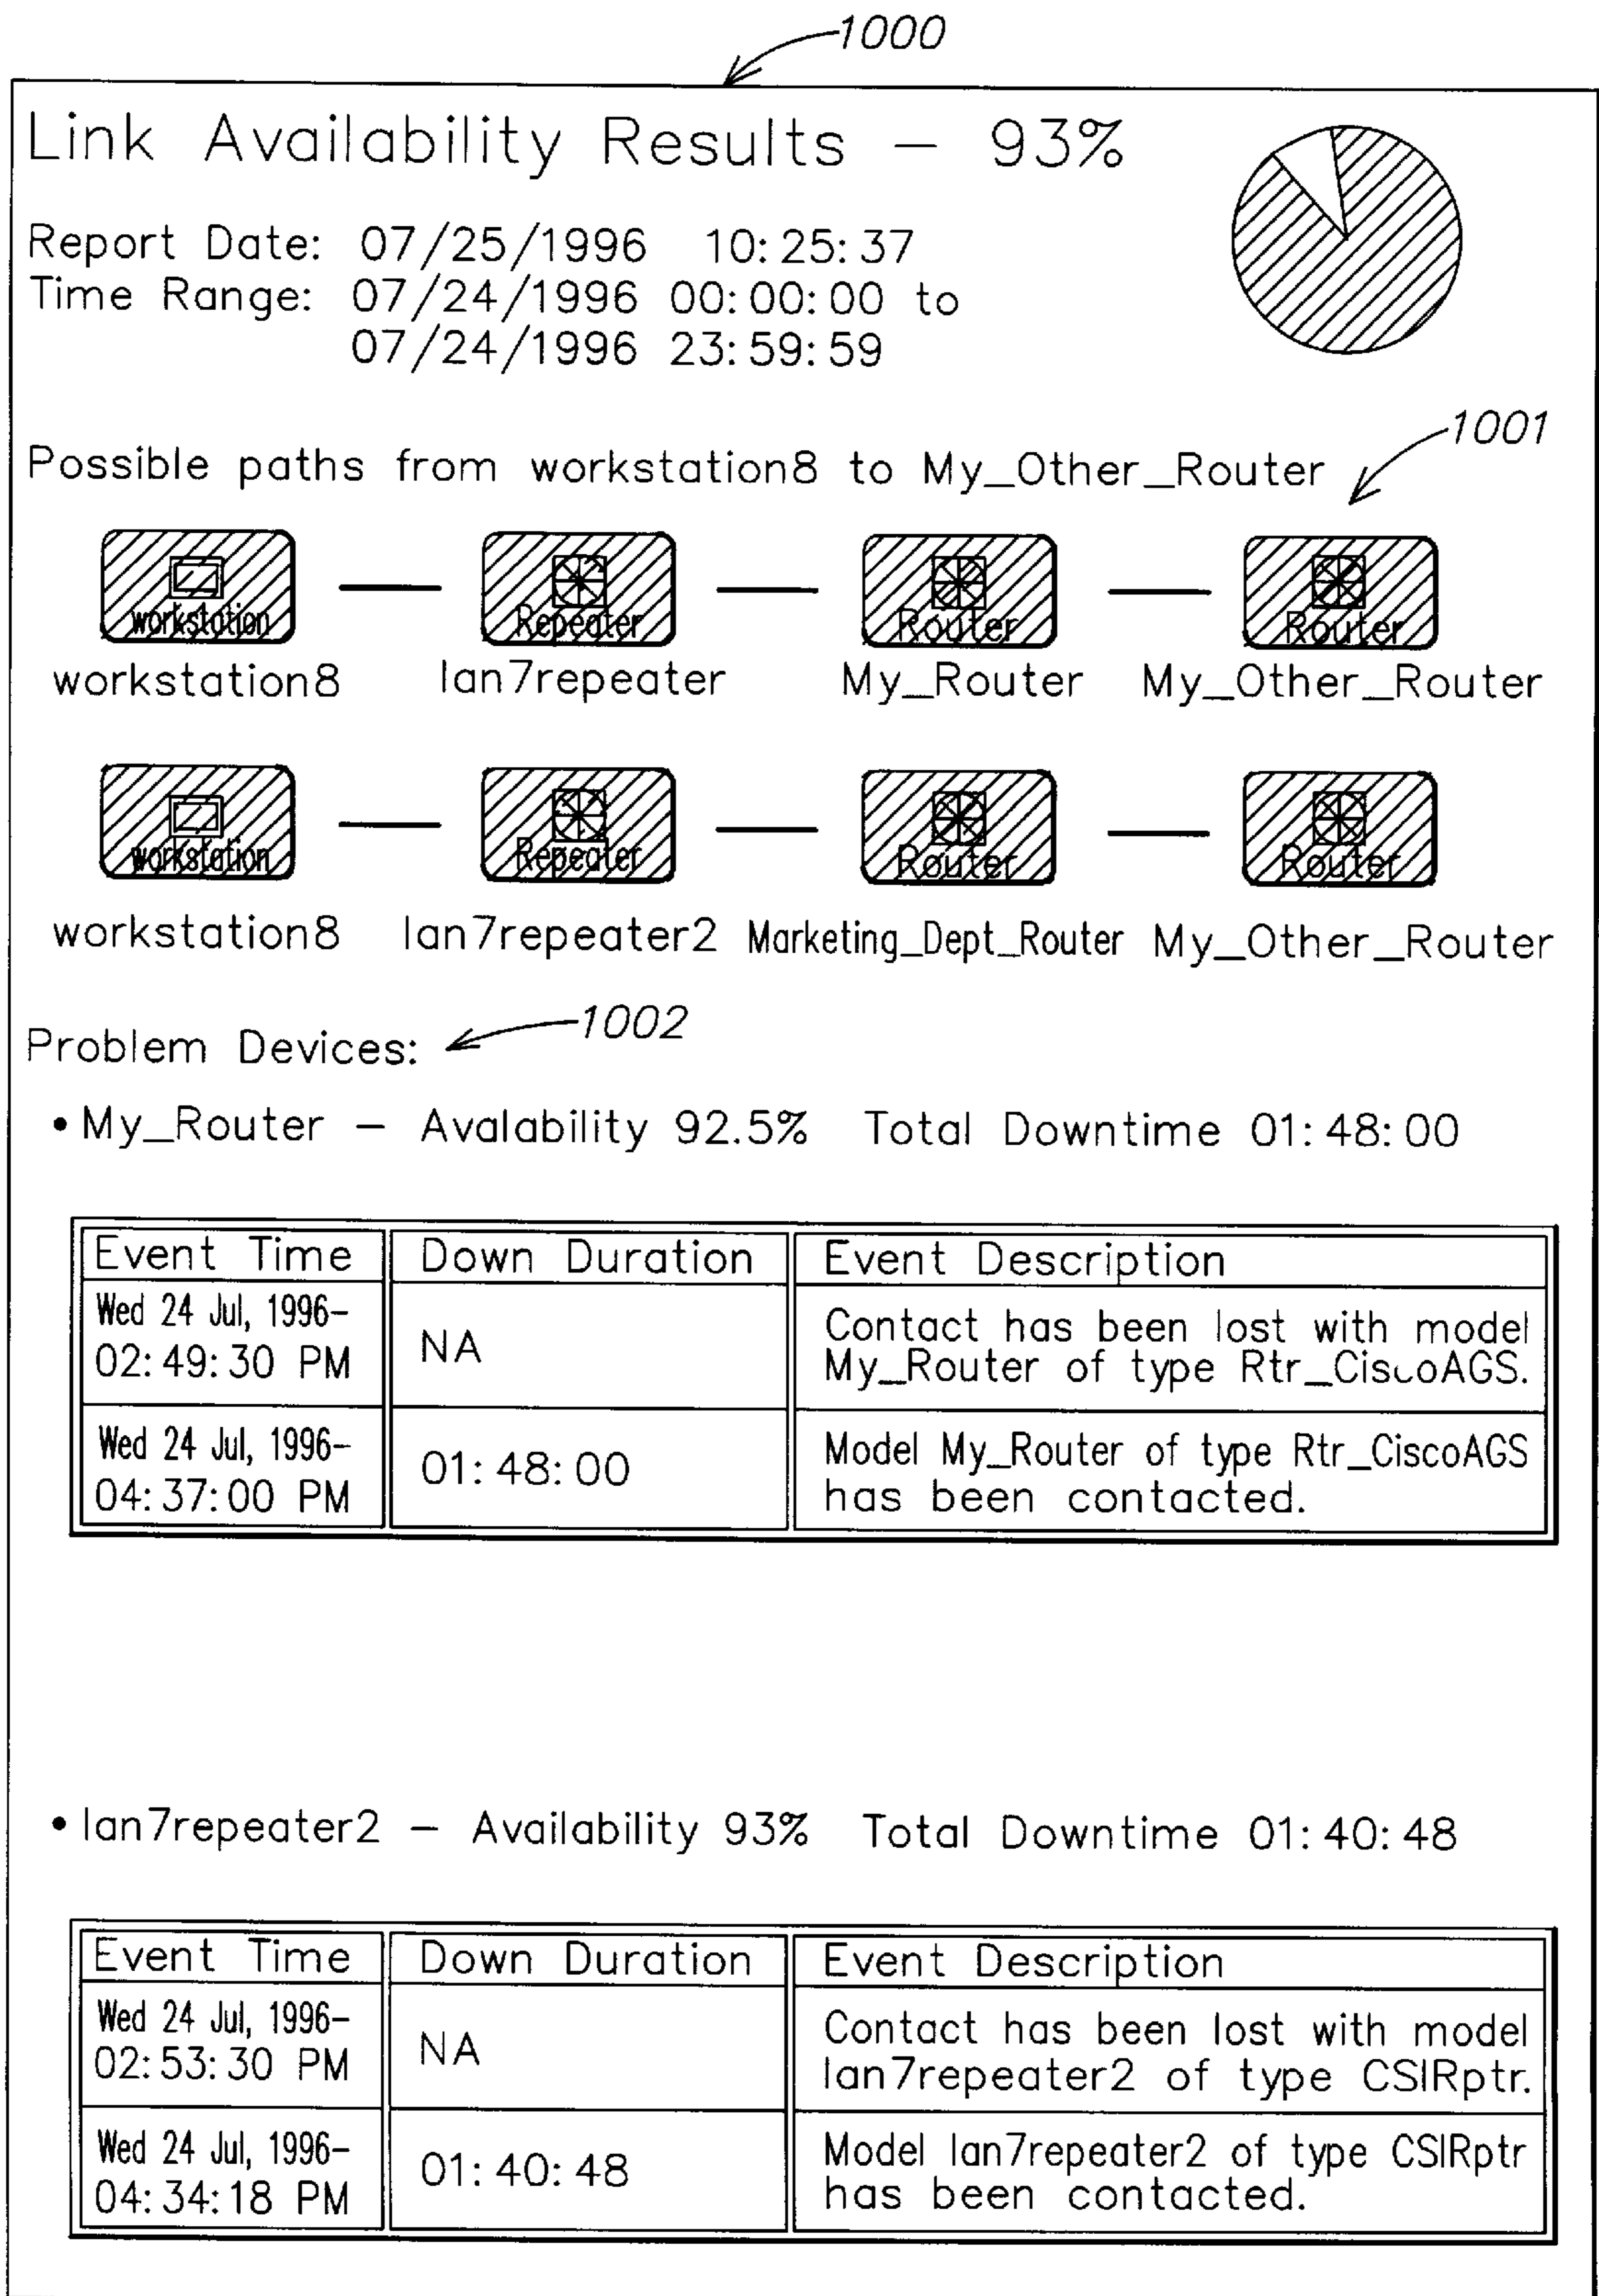 1000
Link Availability Results – 93%
Report Date: 07/25/1996 10:25:37
Time Range: 07/24/1996 00:00:00 to
07/24/1996 23:59:59
1001
Possible paths from workstation8 to My_Other_Router
workstation Repeater Router Router
workstation8 lan7repeater My_Router My_Other_Router
workstation Repeater Router Router
workstation8 lan7repeater2 Marketing_Dept_Router My_Other_Router
1002
Problem Devices:
• My_Router – Avalability 92.5% Total Downtime 01:48:00
Event Time Down Duration Event Description
Wed 24 Jul, 1996–
02:49:30 PM
NA
Contact has been lost with model
My_Router of type Rtr_CiscoAGS.
Wed 24 Jul, 1996–
04:37:00 PM
01:48:00
Model My_Router of type Rtr_CiscoAGS
has been contacted.
• lan7repeater2 – Availability 93% Total Downtime 01:40:48
Event Time Down Duration Event Description
Wed 24 Jul, 1996–
02:53:30 PM
NA
Contact has been lost with model
lan7repeater2 of type CSIRptr.
Wed 24 Jul, 1996–
04:34:18 PM
01:40:48
Model lan7repeater2 of type CSIRptr
has been contacted.